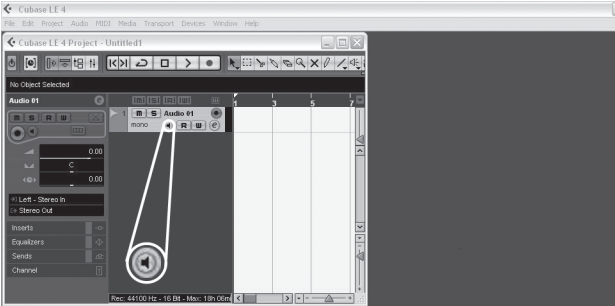 Cubase LE 4
File Edit Project Audio MIDI Media Transport Devices Window Help
Cubase LE 4 Project - Untitled1
No Object Selected
Audio 01
m S R W
1 m S Audio 01
mono R W e
1 3 5 7
0.00
C
0.00
Left - Stereo In
Stereo Out
Inserts
Equalizers
Sends
Channel
Rec: 44100 Hz - 16 Bit - Max: 18h 06m